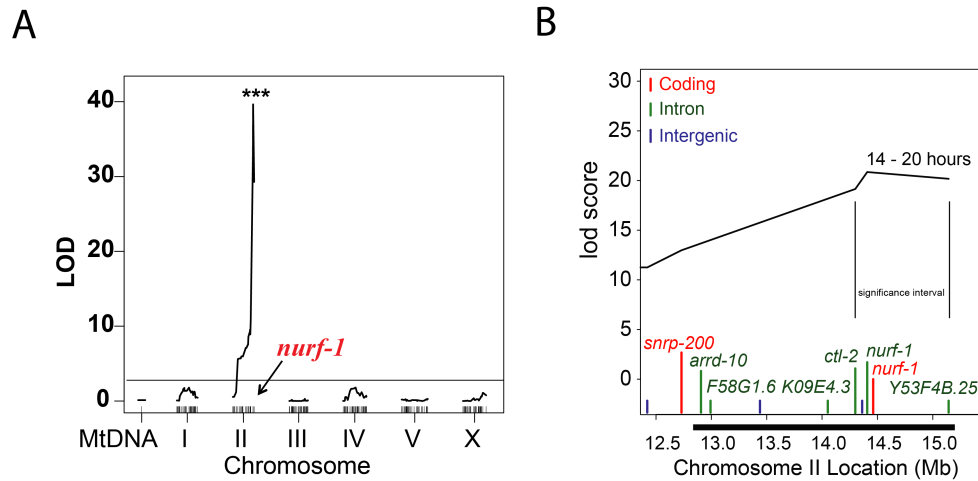 A
LOD
40
30
20
10
0
***
nurf-1
MtDNA I II III IV V X
Chromosome
B
lod score
30
25
20
15
10
5
0
Coding
Intron
Intergenic
14 - 20 hours
significance interval
snrp-200
arrd-10
F58G1.6
K09E4.3
ctl-2
nurf-1
nurf-1
Y53F4B.25
12.5 13.0 13.5 14.0 14.5 15.0
Chromosome II Location (Mb)